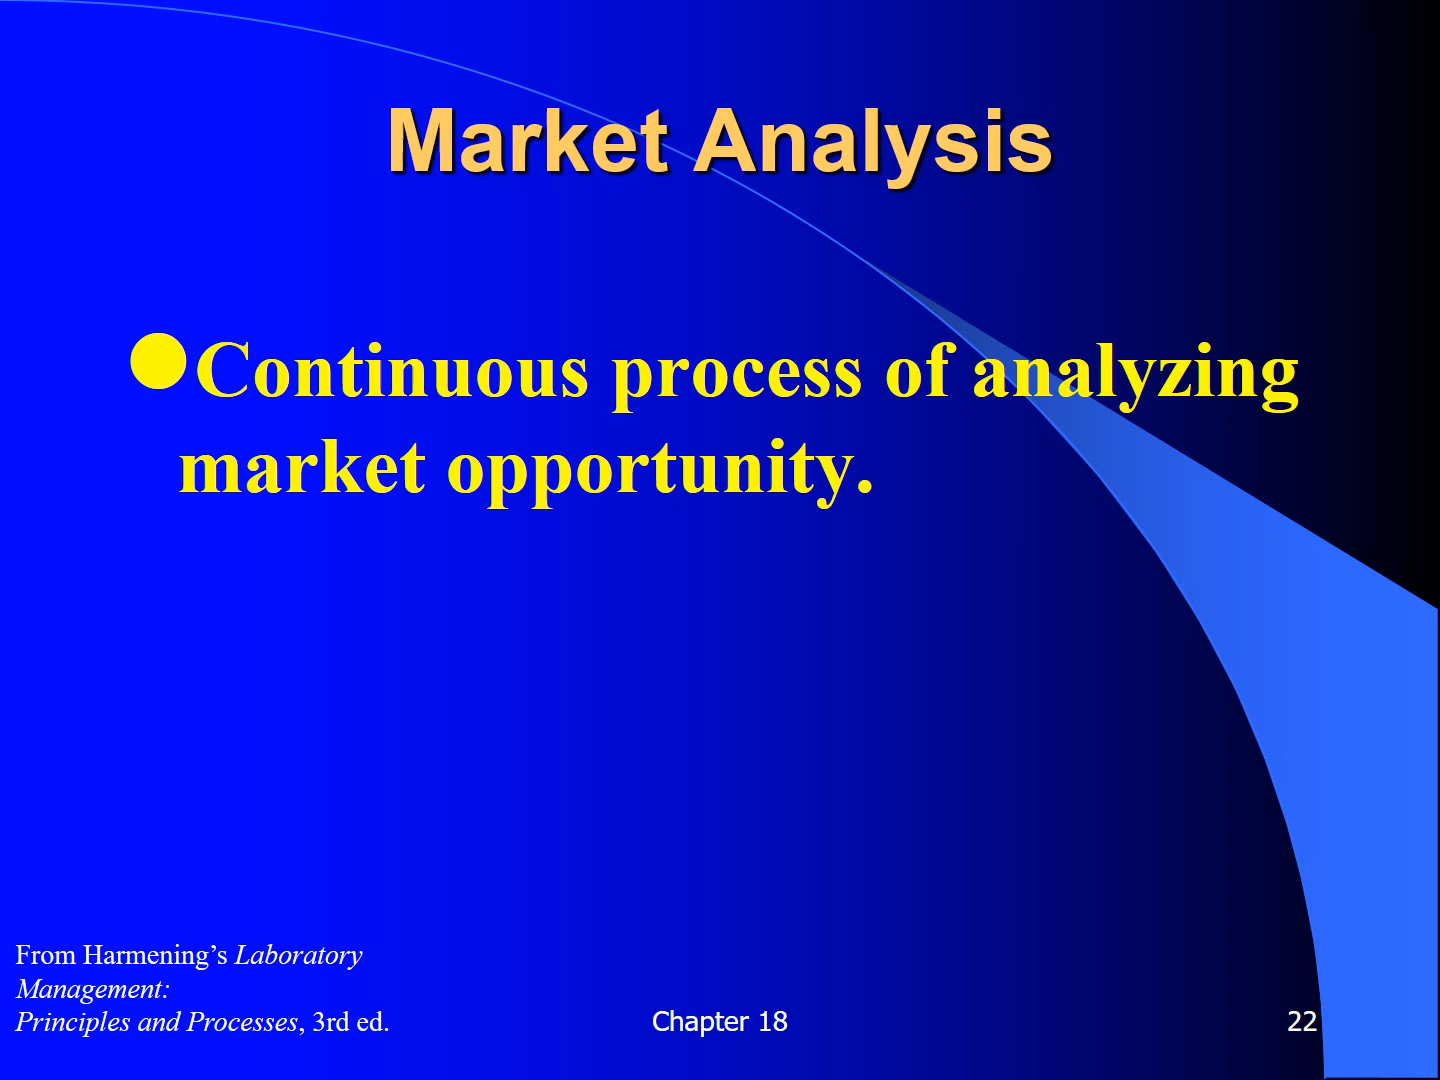 Market Analysis
●Continuous process of analyzing
market opportunity.
From Harmening’s Laboratory
Management:
Principles and Processes, 3rd ed.
Chapter 18
22